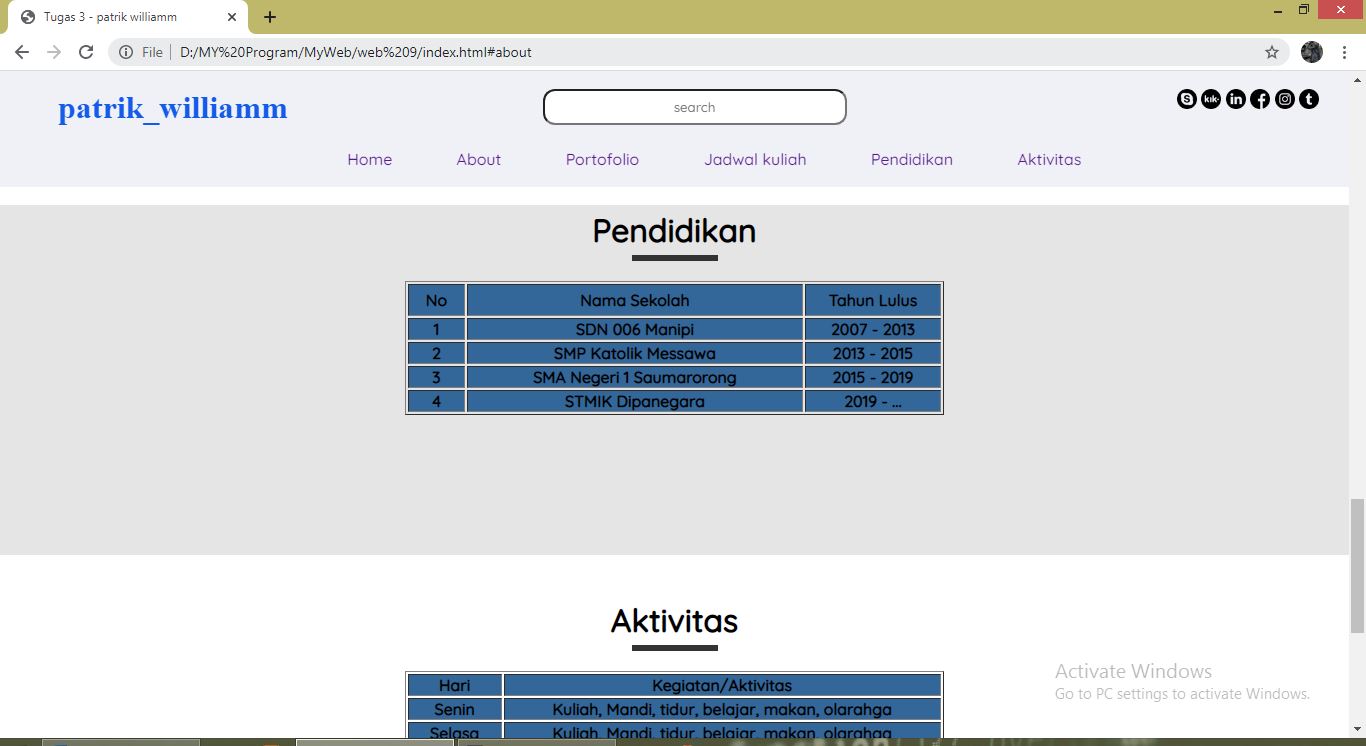 Tugas 3 - patrik williamm
File D:/MY%20Program/MyWeb/web%209/index.html#about
patrik_williamm
search
kik
in
t
Home About Portofolio Jadwal kuliah Pendidikan Aktivitas
Pendidikan
No Nama Sekolah Tahun Lulus
1 SDN 006 Manipi 2007 - 2013
2 SMP Katolik Messawa 2013 - 2015
3 SMA Negeri 1 Saumarorong 2015 - 2019
4 STMIK Dipanegara 2019 - ...
Aktivitas
Hari Kegiatan/Aktivitas
Senin Kuliah, Mandi, tidur, belajar, makan, olarahga
Selasa Kuliah, Mandi, tidur, belajar, makan, olarahga
Activate Windows
Go to PC settings to activate Windows.